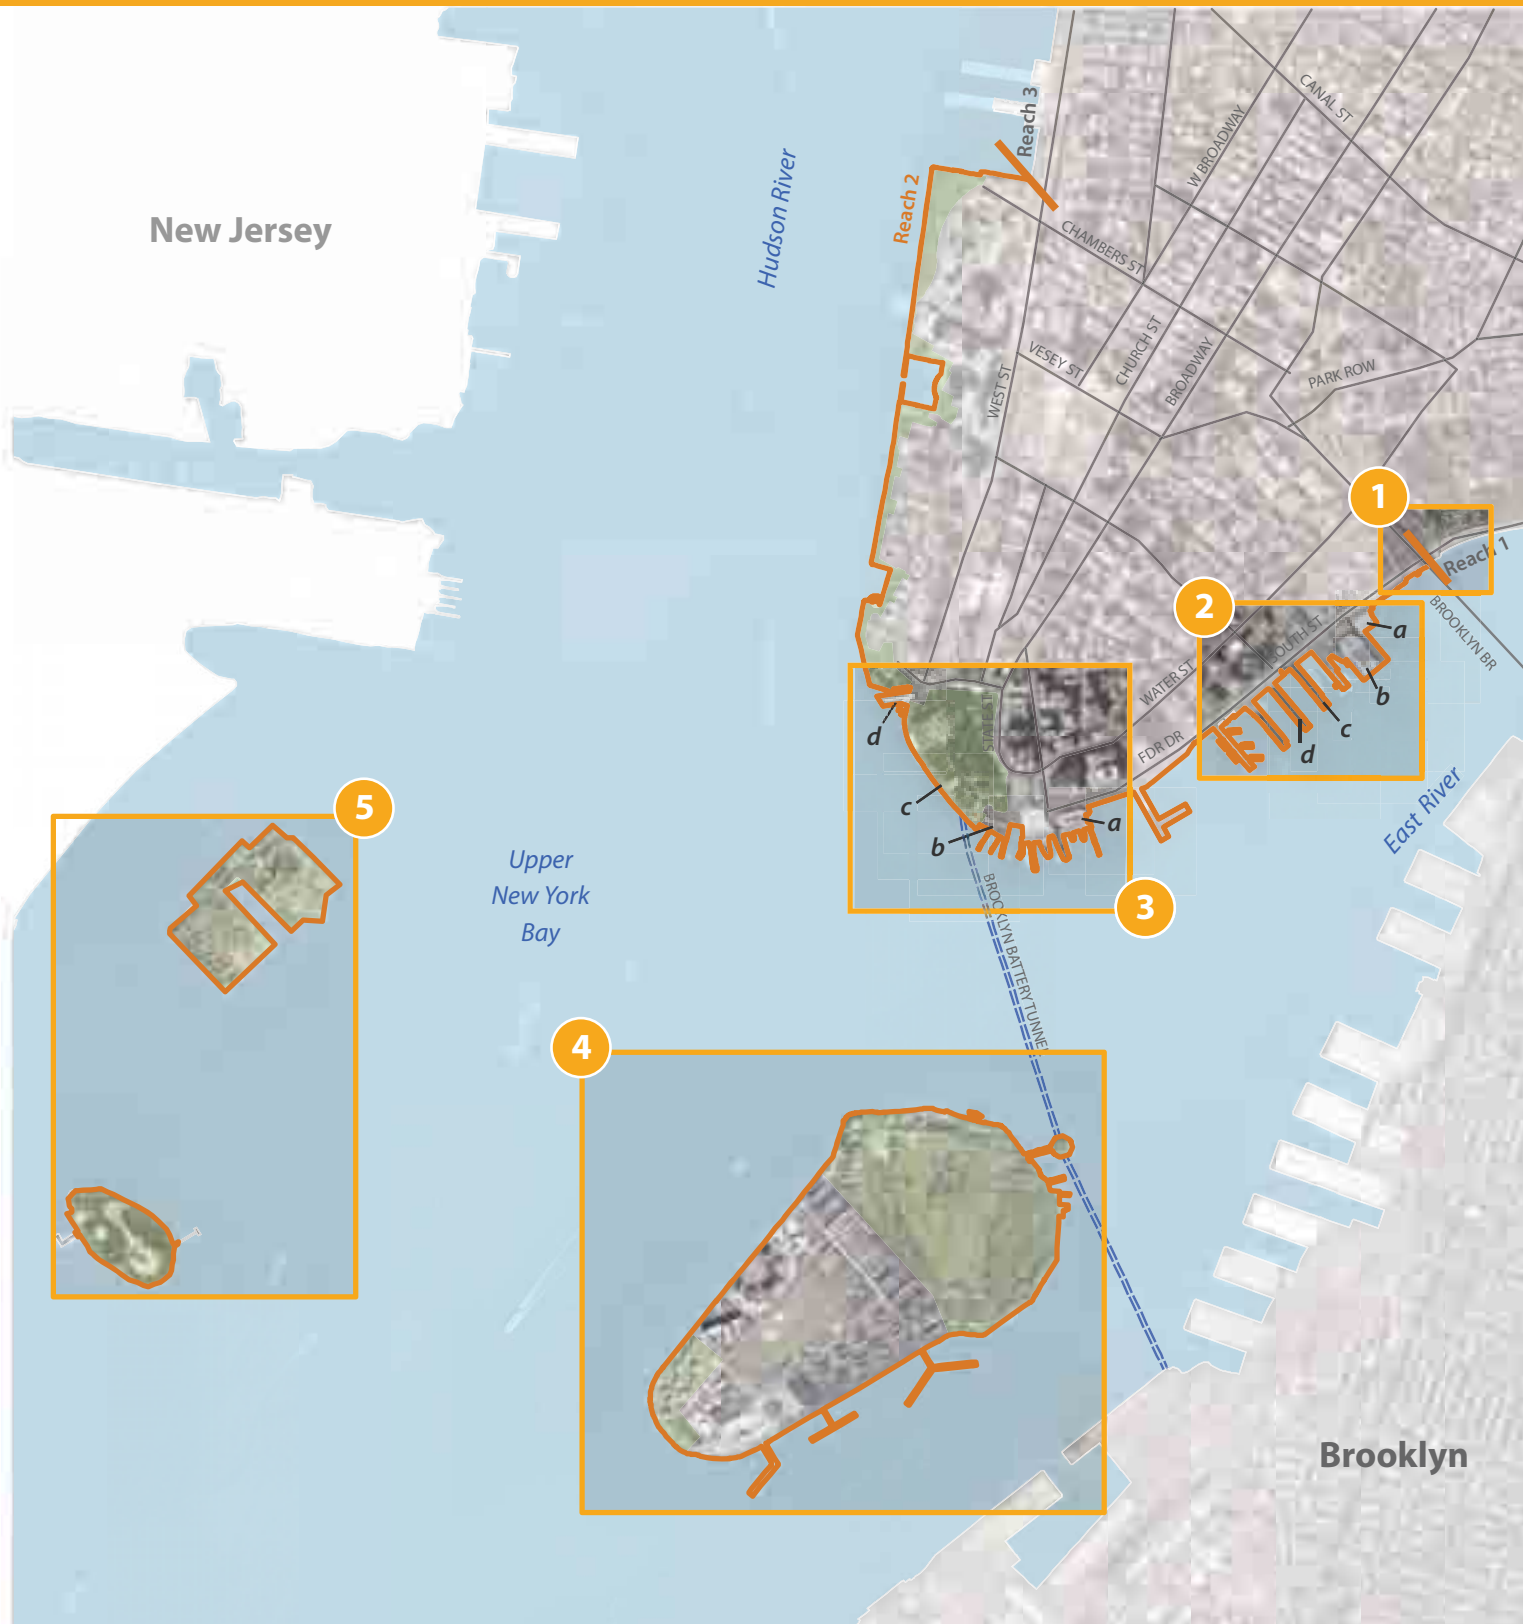 Reach 3
CANAL ST
W BROADWAY
New Jersey
Hudson River
Reach 2
CHAMBERS ST
CHURCH ST
VESEY ST
BROADWAY
PARK ROW
WEST ST
1
Reach 1
2
BROOKLYN BR
a
SOUTH ST
b
WATER ST
c
d
STATE ST
d
FDR DR
c
a
b
East River
5
Upper
New York
Bay
3
BROOKLYN BATTERY TUNNEL
4
Brooklyn